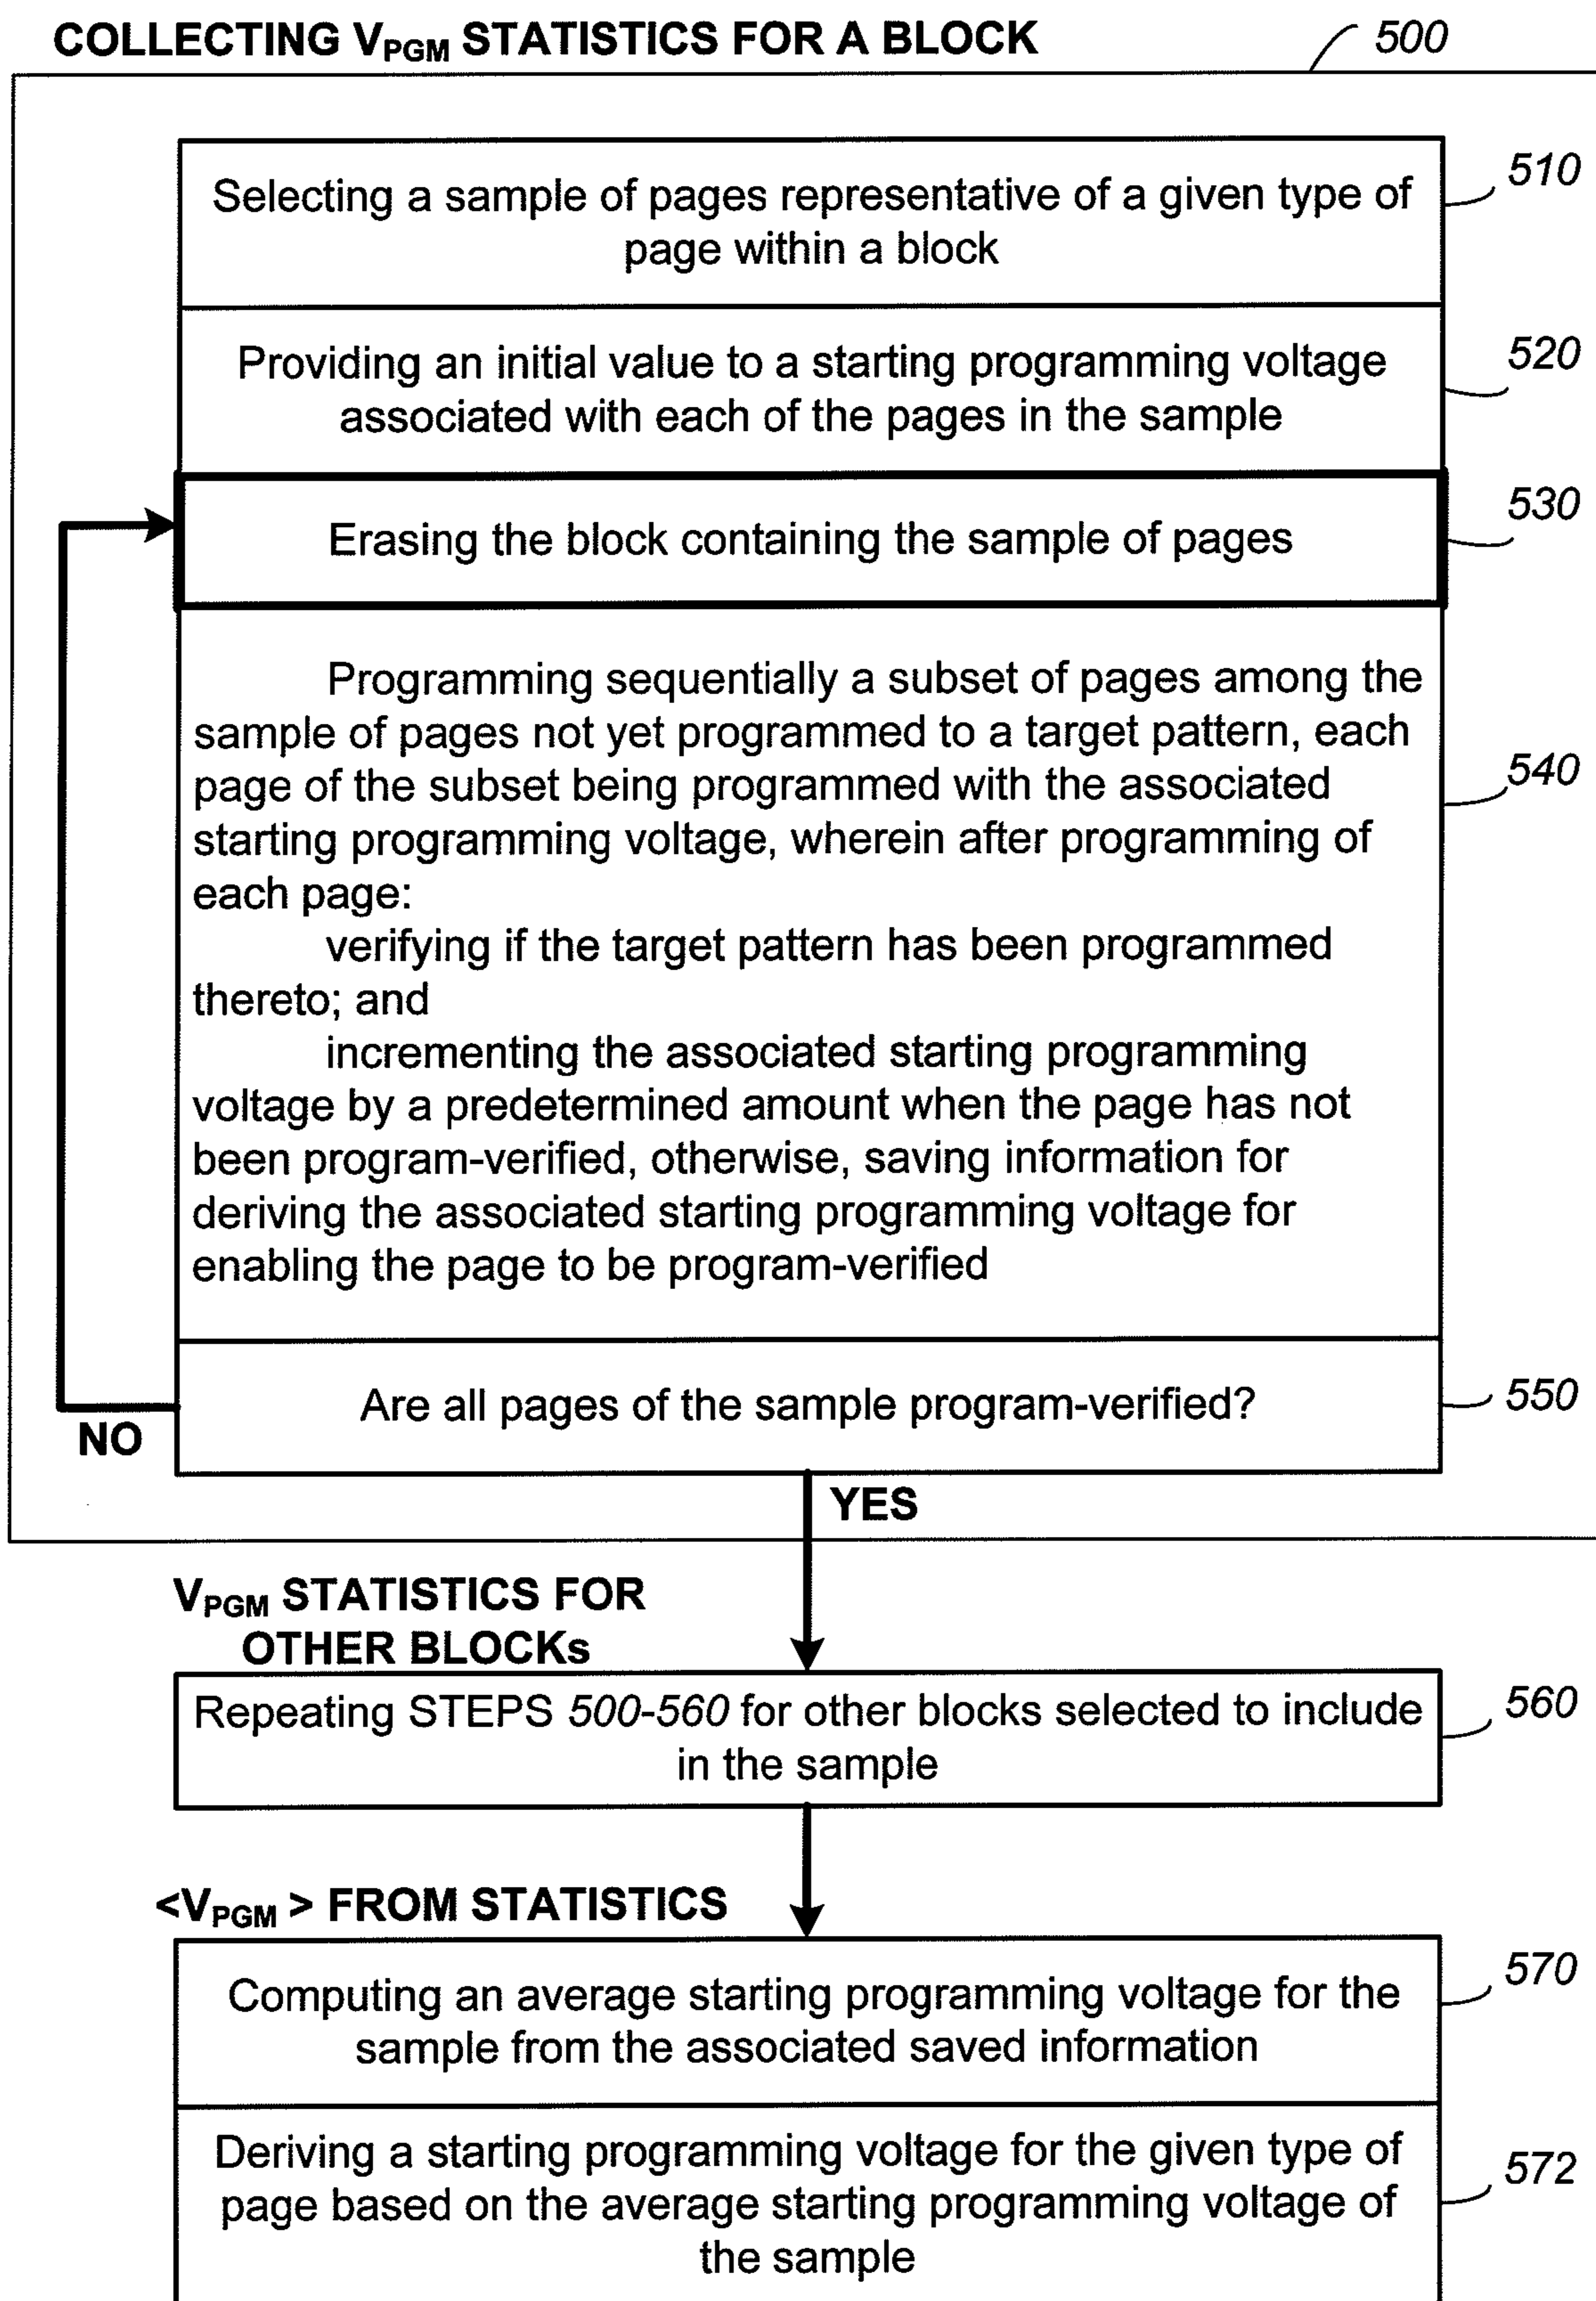 COLLECTING VPGM STATISTICS FOR A BLOCK 500
Selecting a sample of pages representative of a given type of 510
page within a block
Providing an initial value to a starting programming voltage 520
associated with each of the pages in the sample
Erasing the block containing the sample of pages 530
Programming sequentially a subset of pages among the
sample of pages not yet programmed to a target pattern, each
page of the subset being programmed with the associated 540
starting programming voltage, wherein after programming of
each page:
verifying if the target pattern has been programmed
thereto; and
incrementing the associated starting programming
voltage by a predetermined amount when the page has not
been program-verified, otherwise, saving information for
deriving the associated starting programming voltage for
enabling the page to be program-verified
Are all pages of the sample program-verified? 550
NO
YES
VPGM STATISTICS FOR
OTHER BLOCKs
Repeating STEPS 500-560 for other blocks selected to include 560
in the sample
<VPGM > FROM STATISTICS
Computing an average starting programming voltage for the 570
sample from the associated saved information
Deriving a starting programming voltage for the given type of 572
page based on the average starting programming voltage of
the sample